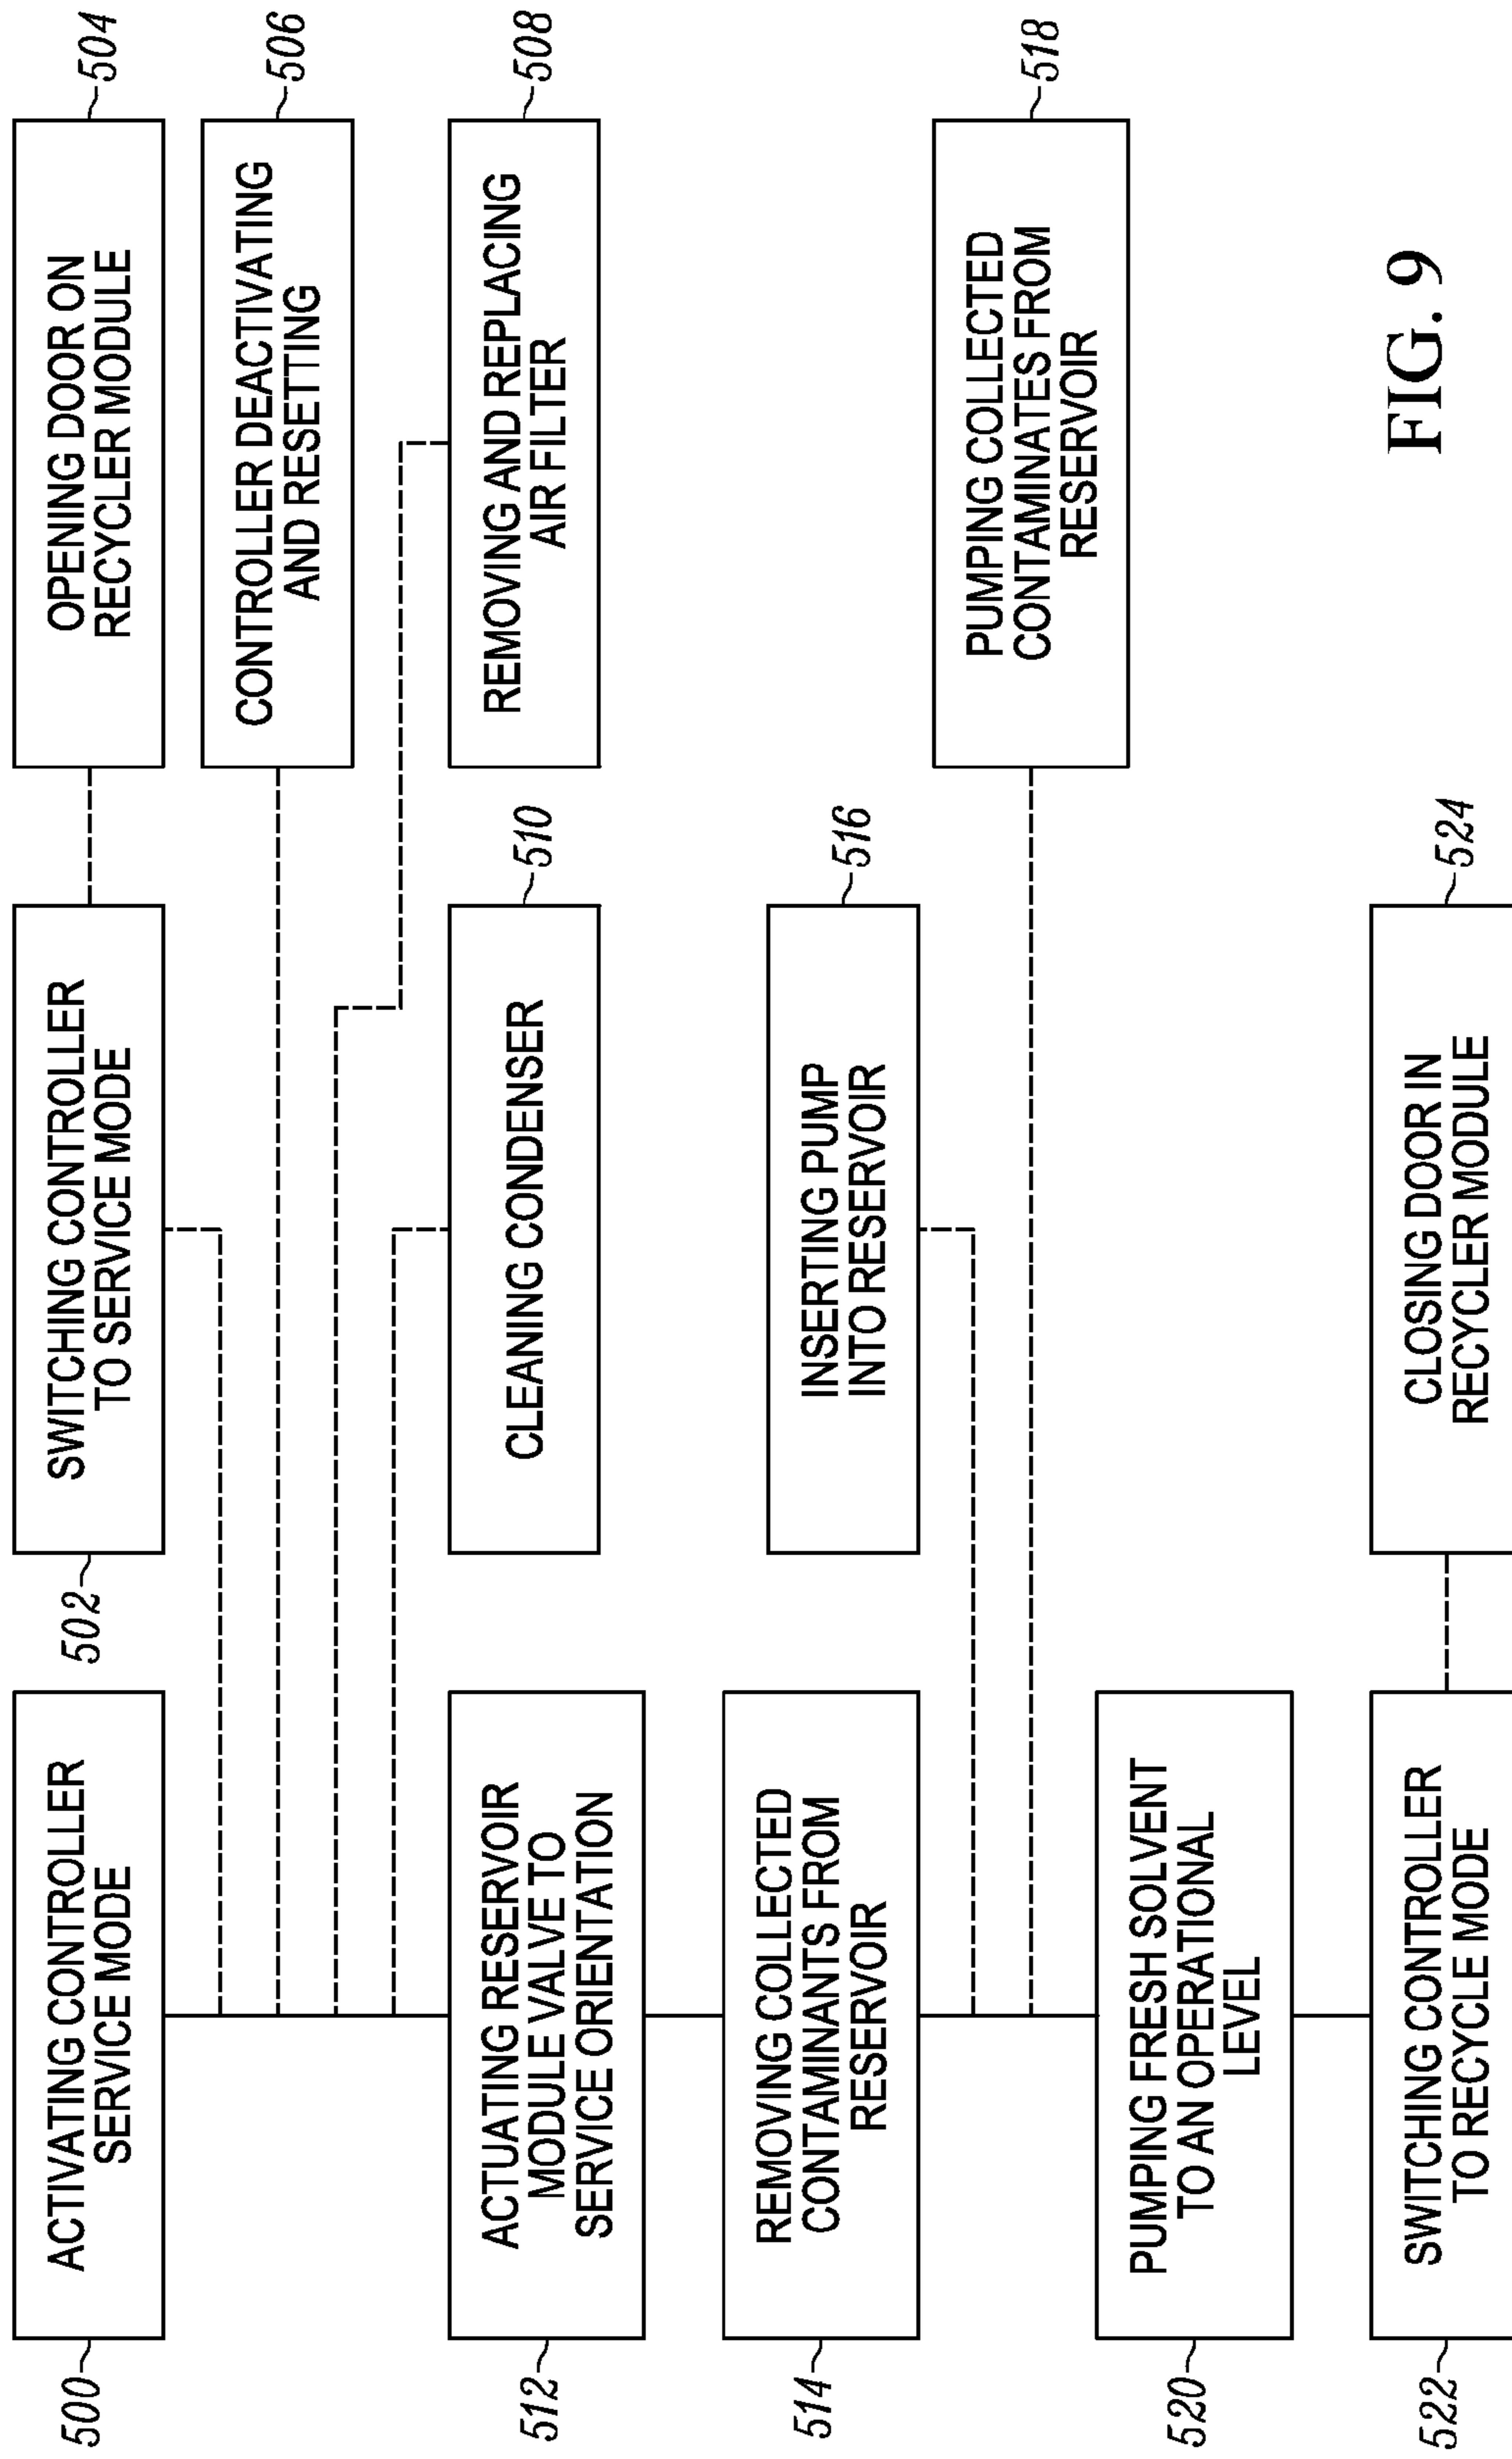 500
ACTIVATING CONTROLLER
SERVICE MODE
502
SWITCHING CONTROLLER
TO SERVICE MODE
OPENING DOOR ON
RECYCLER MODULE
504
CONTROLLER DEACTIVATING
AND RESETTING
506
REMOVING AND REPLACING
AIR FILTER
508
CLEANING CONDENSER
510
512
ACTUATING RESERVOIR
MODULE VALVE TO
SERVICE ORIENTATION
514
REMOVING COLLECTED
CONTAMINANTS FROM
RESERVOIR
INSERTING PUMP
INTO RESERVOIR
516
PUMPING COLLECTED
CONTAMINATES FROM
RESERVOIR
518
520
PUMPING FRESH SOLVENT
TO AN OPERATIONAL
LEVEL
522
SWITCHING CONTROLLER
TO RECYCLE MODE
CLOSING DOOR IN
RECYCLER MODULE
524
FIG. 9